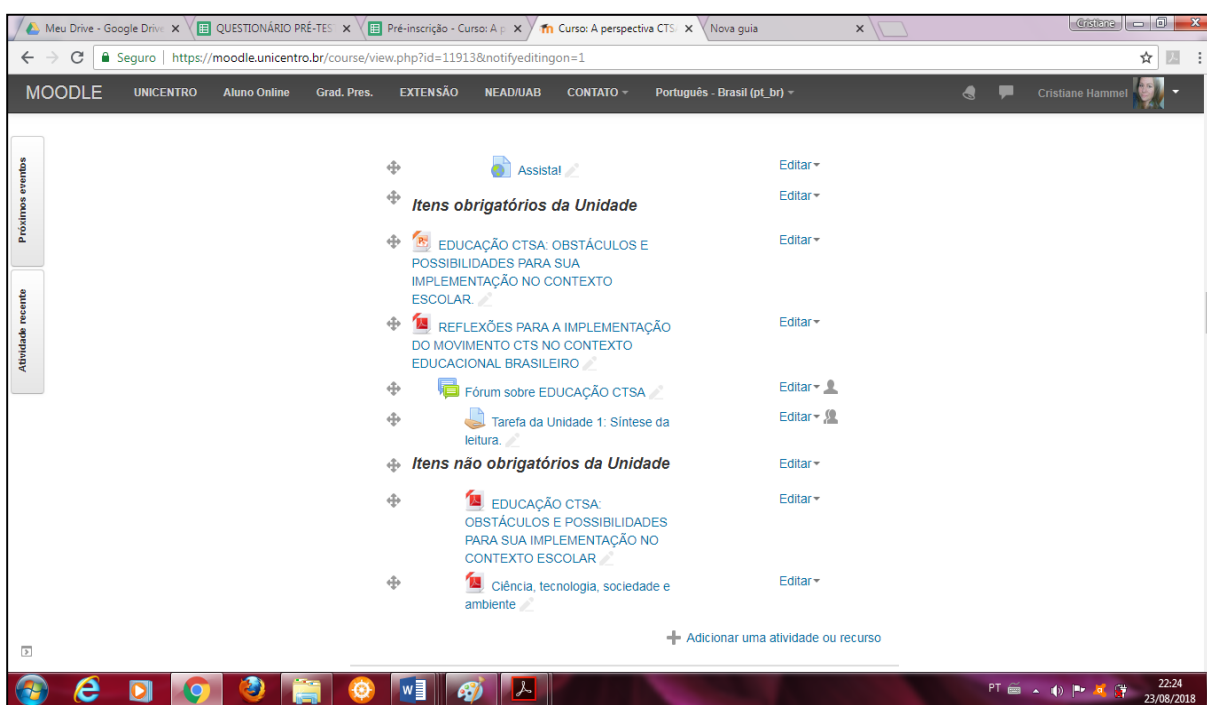 Meu Drive - Google Drive
QUESTIONÁRIO PRÉ-TES
Pré-inscrição - Curso: A p
Curso: A perspectiva CTS
Nova guia
Cristiane
Seguro | https://moodle.unicentro.br/course/view.php?id=11913&notifyeditingon=1
MOODLE UNICENTRO Aluno Online Grad. Pres. EXTENSÃO NEAD/UAB CONTATO Português - Brasil (pt_br) Cristiane Hammel
Próximos eventos
Atividade recente
Assista! Editar
Itens obrigatórios da Unidade Editar
EDUCAÇÃO CTSA: OBSTÁCULOS E Editar
POSSIBILIDADES PARA SUA
IMPLEMENTAÇÃO NO CONTEXTO
ESCOLAR.
REFLEXÕES PARA A IMPLEMENTAÇÃO Editar
DO MOVIMENTO CTS NO CONTEXTO
EDUCACIONAL BRASILEIRO
Fórum sobre EDUCAÇÃO CTSA Editar
Tarefa da Unidade 1: Síntese da Editar
leitura.
Itens não obrigatórios da Unidade Editar
EDUCAÇÃO CTSA: Editar
OBSTÁCULOS E POSSIBILIDADES
PARA SUA IMPLEMENTAÇÃO NO
CONTEXTO ESCOLAR
Ciência, tecnologia, sociedade e Editar
ambiente
Adicionar uma atividade ou recurso
PT 22:24
23/08/2018